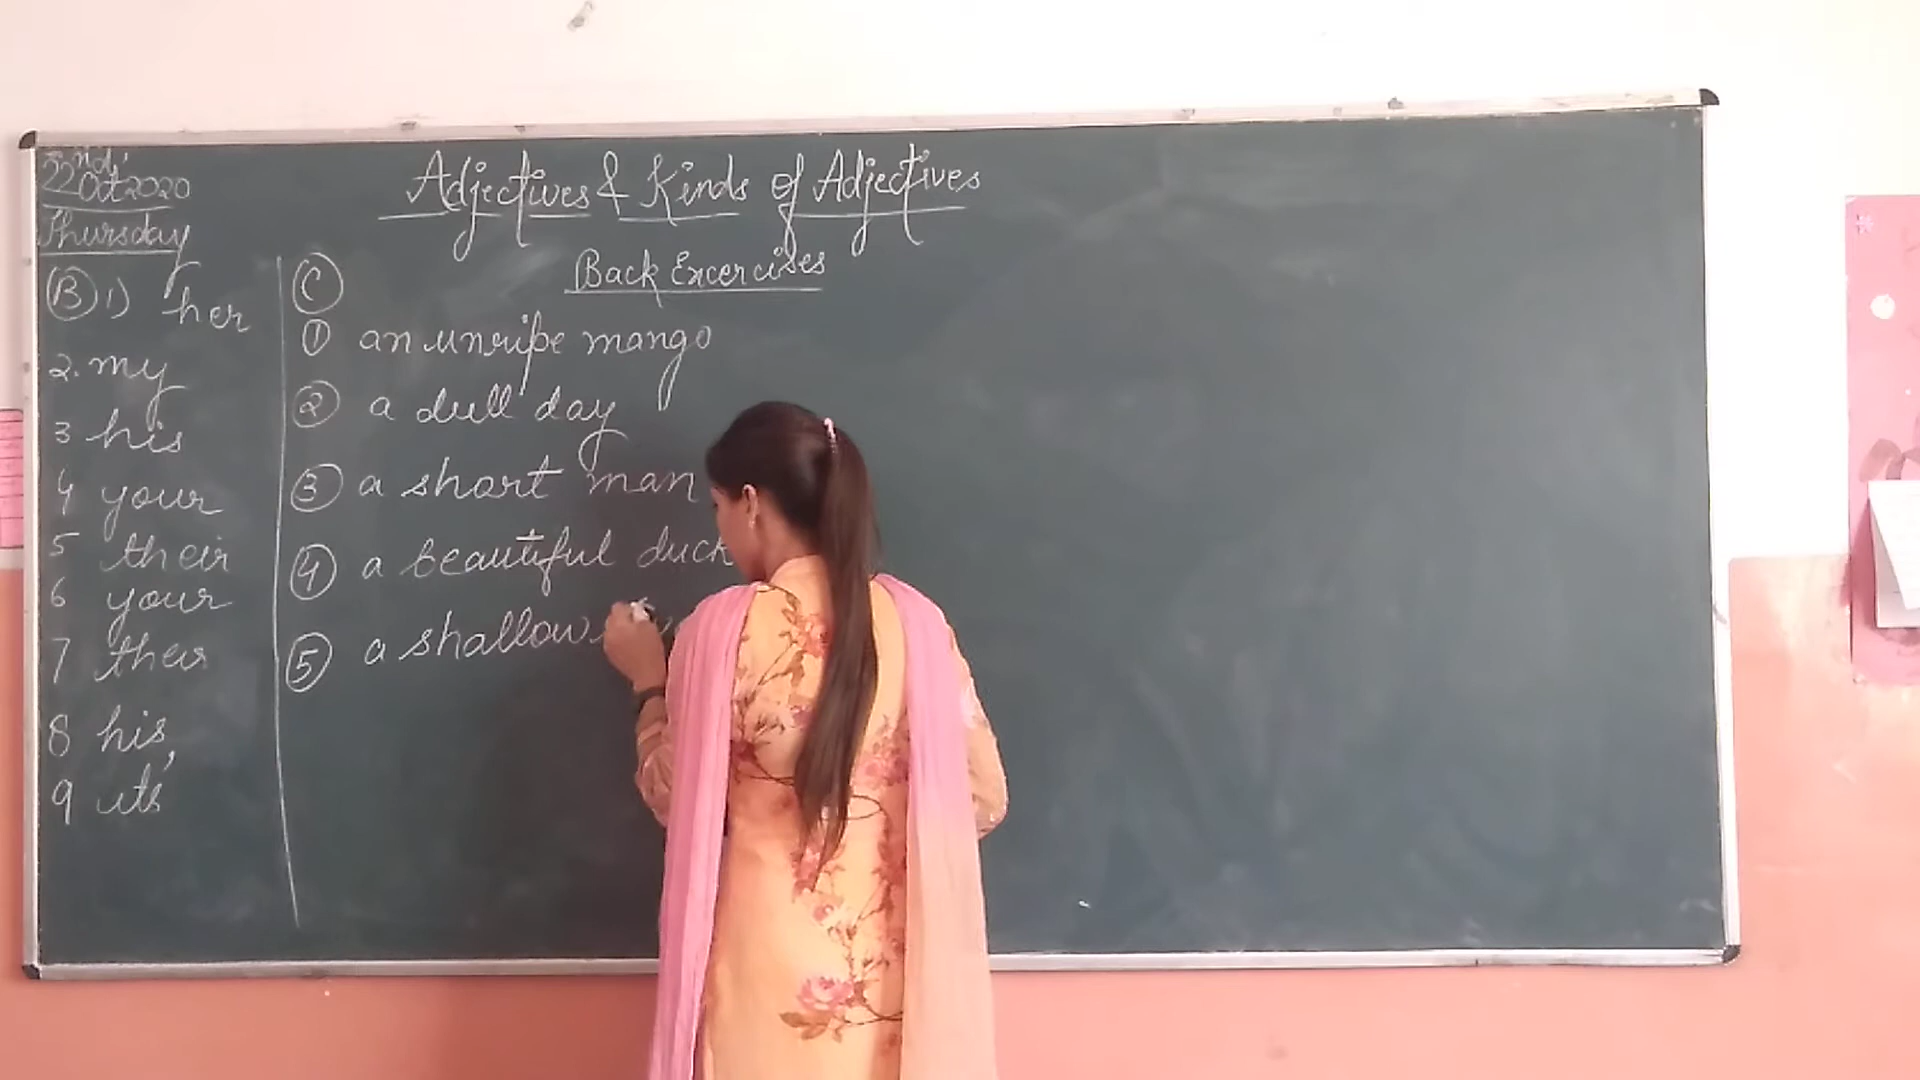 22nd Oct 2020
Thursday
Adjectives & Kinds of Adjectives
Back Excercises
B 1) her
2. my
3 his
4 your
5 their
6 your
7 their
8 his,
9 its
C
1 an unripe mango
2 a dull day
3 a short man
4 a beautiful duck
5 a shallow